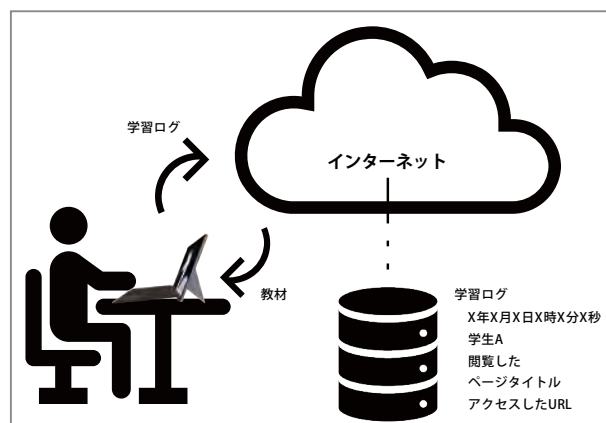 学習ログ
インターネット
教材
学習ログ
X年X月X日X時X分X秒
学生A
閲覧した
ページタイトル
アクセスしたURL